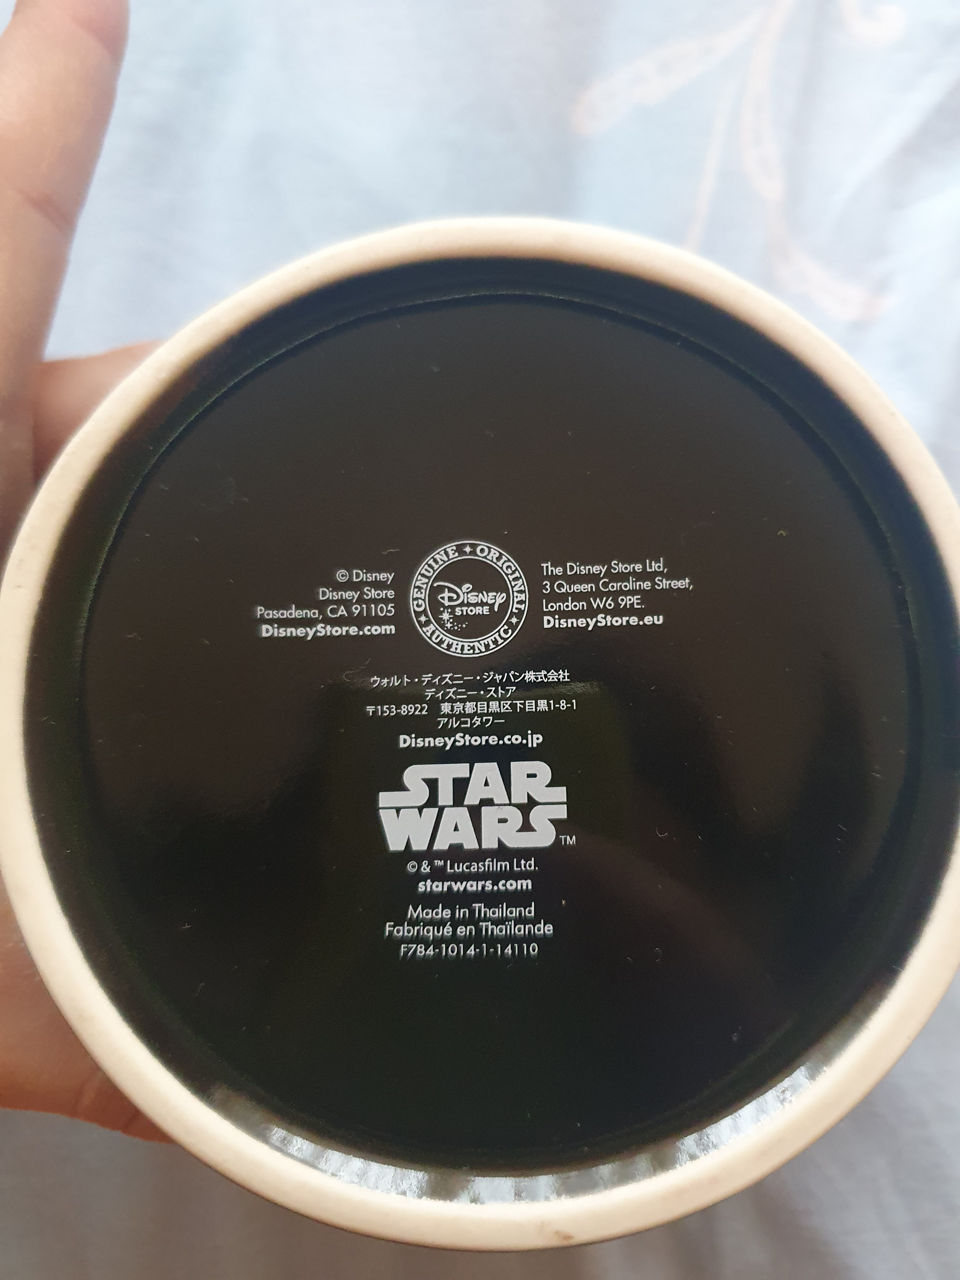 © Disney
Disney Store
Pasadena, CA 91105
DisneyStore.com
GENUINE ✦ ORIGINAL
Disney
STORE
AUTHENTIC
The Disney Store Ltd,
3 Queen Caroline Street,
London W6 9PE.
DisneyStore.eu
ウォルト・ディズニー・ジャパン株式会社
ディズニー・ストア
〒153-8922 東京都目黒区下目黒1-8-1
アルコタワー
DisneyStore.co.jp
STAR
WARS™
© & ™ Lucasfilm Ltd.
starwars.com
Made in Thailand
Fabriqué en Thaïlande
F784-1014-1-14110